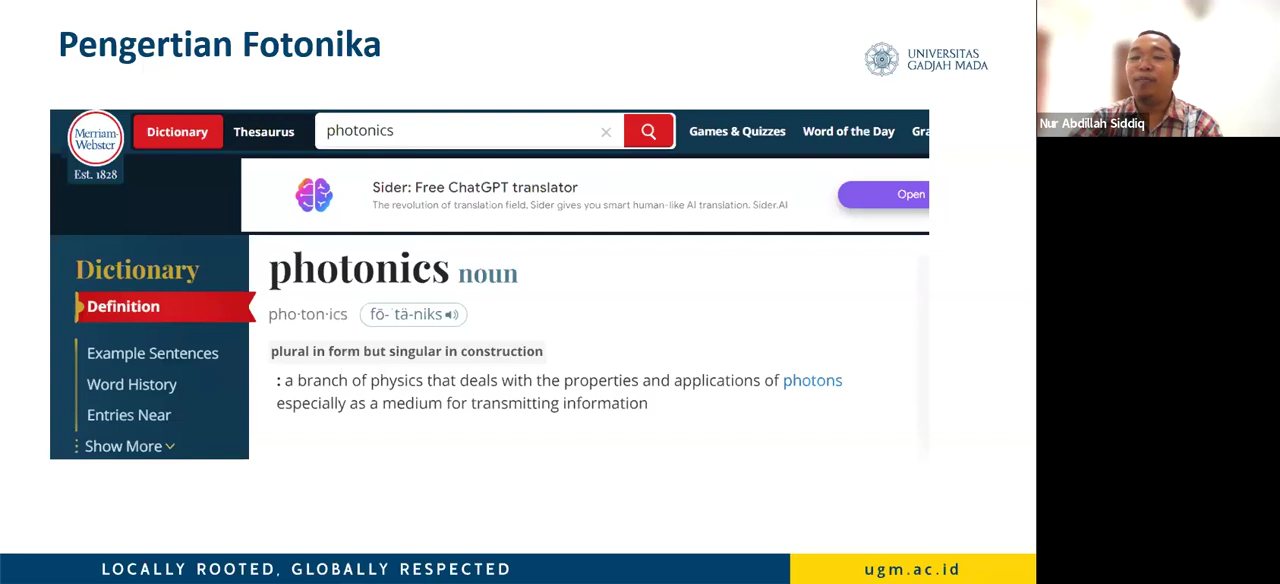 Pengertian Fotonika
UNIVERSITAS
GADJAH MADA
Nur Abdillah Siddiq
Merriam-
Webster
Est. 1828
Dictionary
Thesaurus
photonics
Games & Quizzes
Word of the Day
Gra
Sider: Free ChatGPT translator
The revolution of translation field, Sider gives you smart human-like AI translation. Sider.AI
Open
Dictionary
Definition
Example Sentences
Word History
Entries Near
Show More
photonics noun
pho·ton·ics fō-ˈtä-niks
plural in form but singular in construction
: a branch of physics that deals with the properties and applications of photons
especially as a medium for transmitting information
LOCALLY ROOTED, GLOBALLY RESPECTED
ugm.ac.id